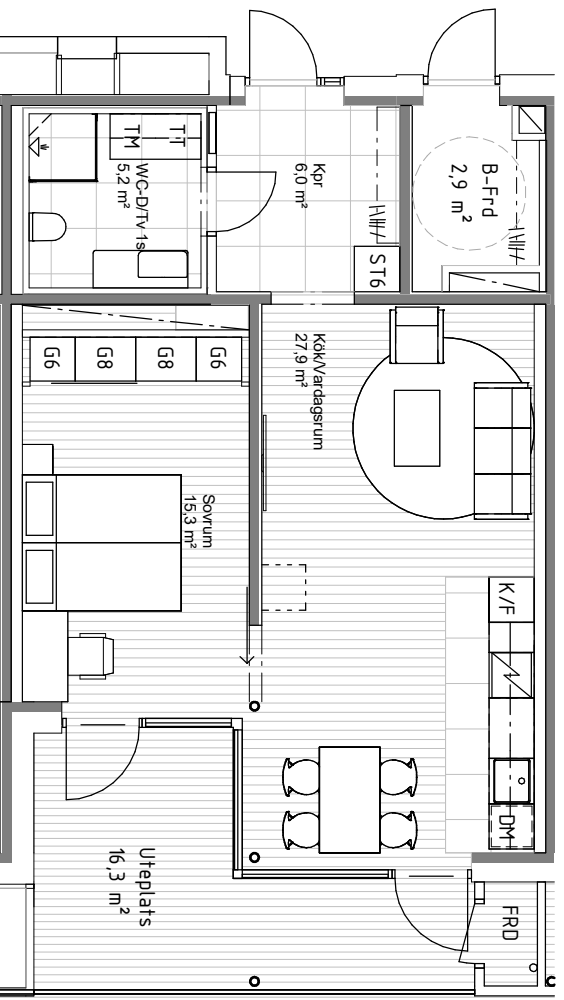 TM
TT
WC-D/Tv 1s
5,2 m²
Kpr
6,0 m²
B-Frd
2,9 m²
ST6
G6
G8
G8
G6
Kök/Vardagsrum
27,9 m²
Sovrum
15,3 m²
K/F
DM
Uteplats
16,3 m²
FRD